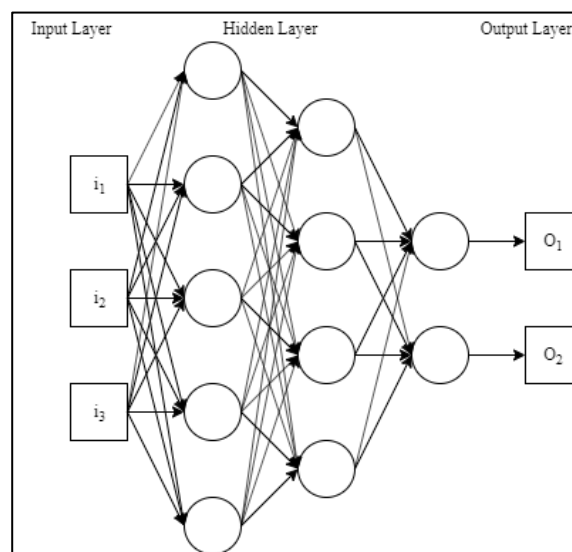 Input Layer Hidden Layer Output Layer
i1
O1
i2
O2
i3